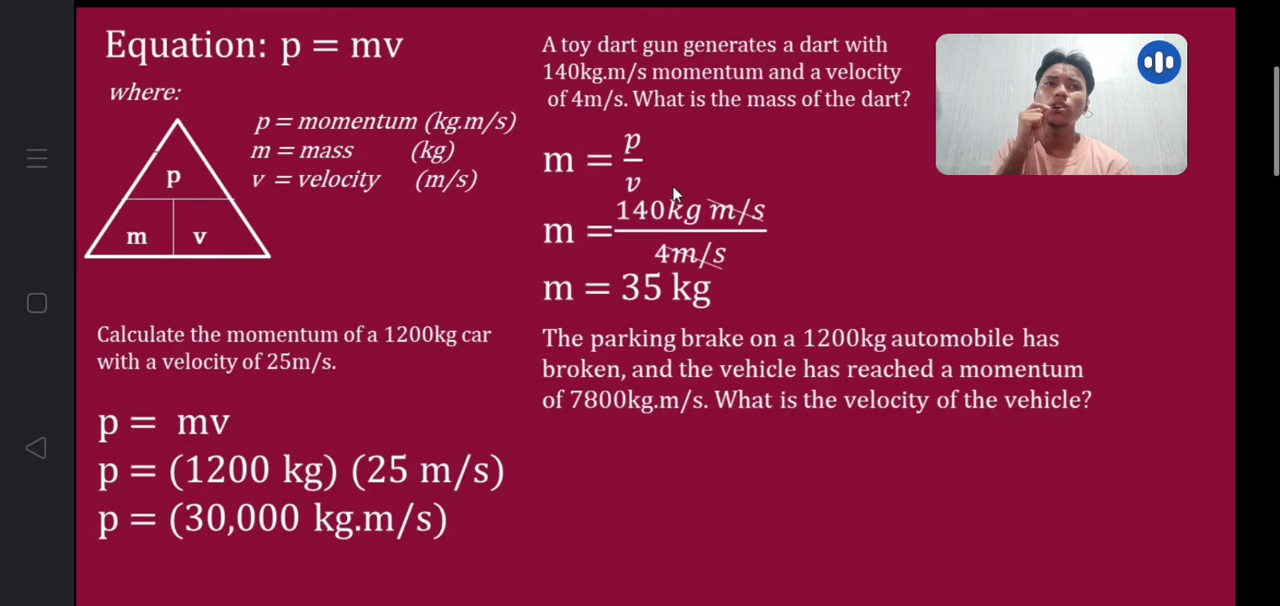 Equation: p = mv
where:
p = momentum (kg.m/s)
m = mass (kg)
v = velocity (m/s)
p
m v
Calculate the momentum of a 1200kg car
with a velocity of 25m/s.
p = mv
p = (1200 kg) (25 m/s)
p = (30,000 kg.m/s)
A toy dart gun generates a dart with
140kg.m/s momentum and a velocity
of 4m/s. What is the mass of the dart?
m = p/v
m = 140kg m/s / 4m/s
m = 35 kg
The parking brake on a 1200kg automobile has
broken, and the vehicle has reached a momentum
of 7800kg.m/s. What is the velocity of the vehicle?